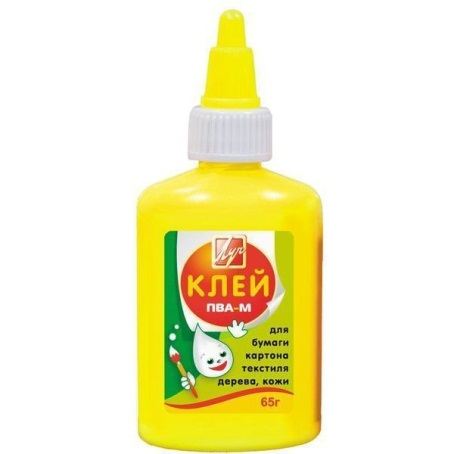 Луч
КЛЕЙ
ПВА-М
для
бумаги
картона
текстиля
дерева, кожи
65г